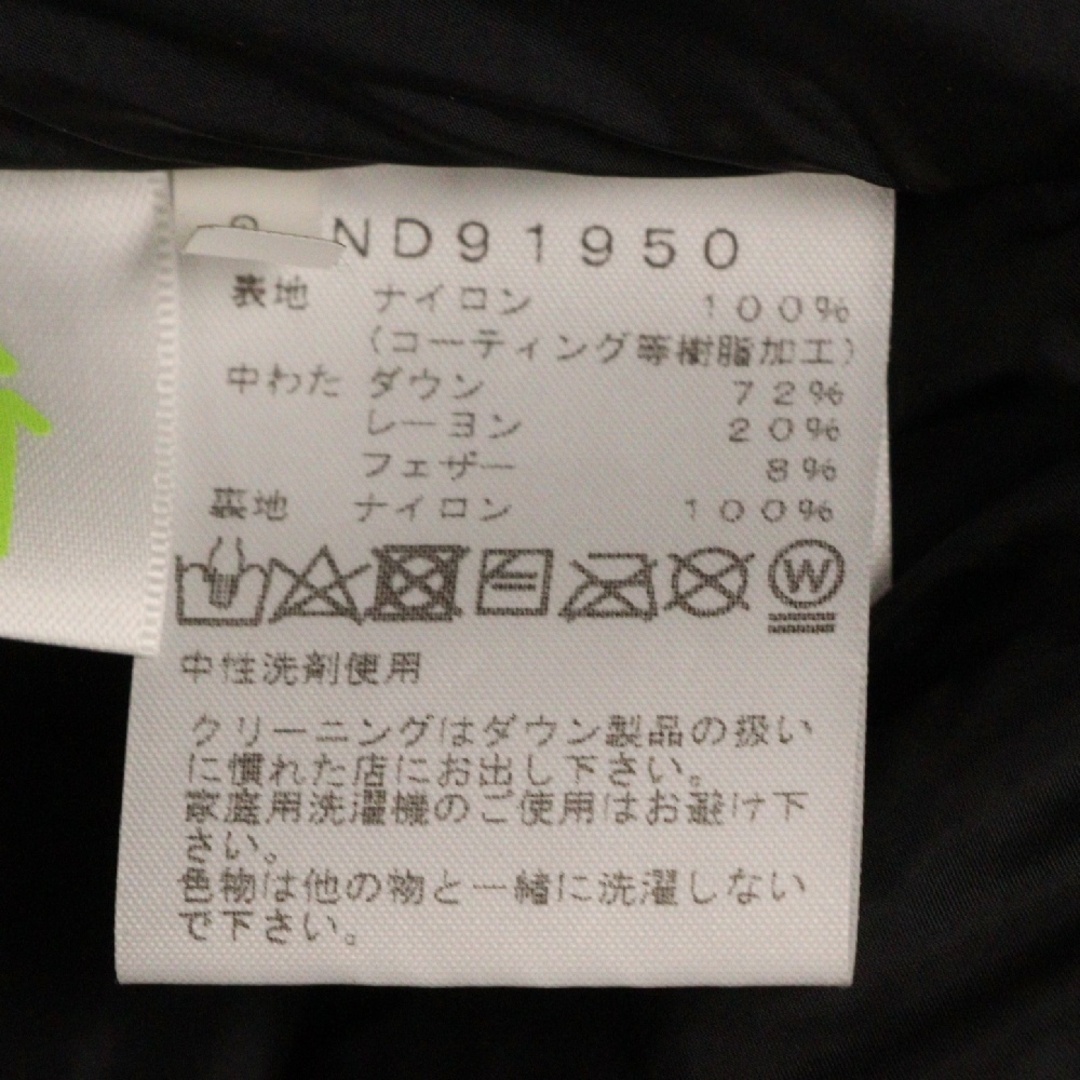 ND91950
表地 ナイロン 100%
(コーティング等樹脂加工)
中わた ダウン 72%
レーヨン 20%
フェザー 8%
裏地 ナイロン 100%
W
中性洗剤使用
クリーニングはダウン製品の扱い
に慣れた店にお出し下さい。
家庭用洗濯機のご使用はお避け下
さい。
色物は他の物と一緒に洗濯しない
で下さい。